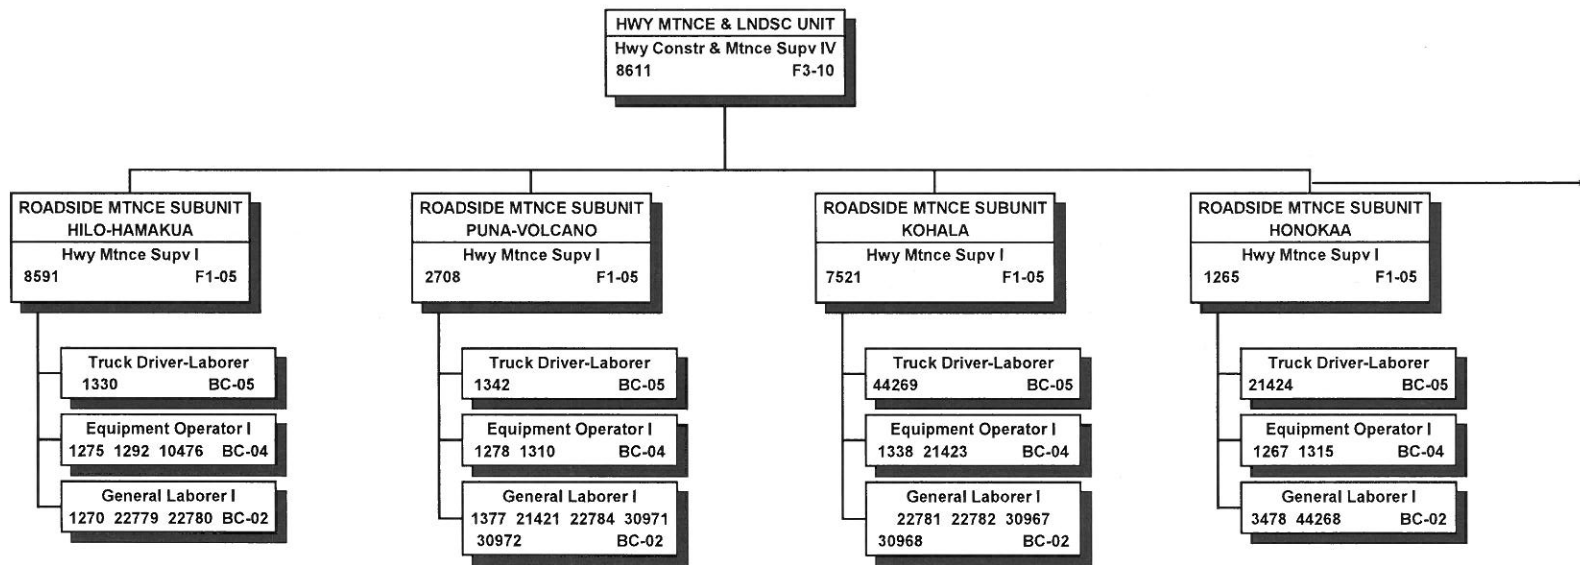 HWY MTNCE & LNDSC UNIT
Hwy Constr & Mtnce Supv IV
8611 F3-10
ROADSIDE MTNCE SUBUNIT
HILO-HAMAKUA
Hwy Mtnce Supv I
8591 F1-05
Truck Driver-Laborer
1330 BC-05
Equipment Operator I
1275 1292 10476 BC-04
General Laborer I
1270 22779 22780 BC-02
ROADSIDE MTNCE SUBUNIT
PUNA-VOLCANO
Hwy Mtnce Supv I
2708 F1-05
Truck Driver-Laborer
1342 BC-05
Equipment Operator I
1278 1310 BC-04
General Laborer I
1377 21421 22784 30971
30972 BC-02
ROADSIDE MTNCE SUBUNIT
KOHALA
Hwy Mtnce Supv I
7521 F1-05
Truck Driver-Laborer
44269 BC-05
Equipment Operator I
1338 21423 BC-04
General Laborer I
22781 22782 30967
30968 BC-02
ROADSIDE MTNCE SUBUNIT
HONOKAA
Hwy Mtnce Supv I
1265 F1-05
Truck Driver-Laborer
21424 BC-05
Equipment Operator I
1267 1315 BC-04
General Laborer I
3478 44268 BC-02